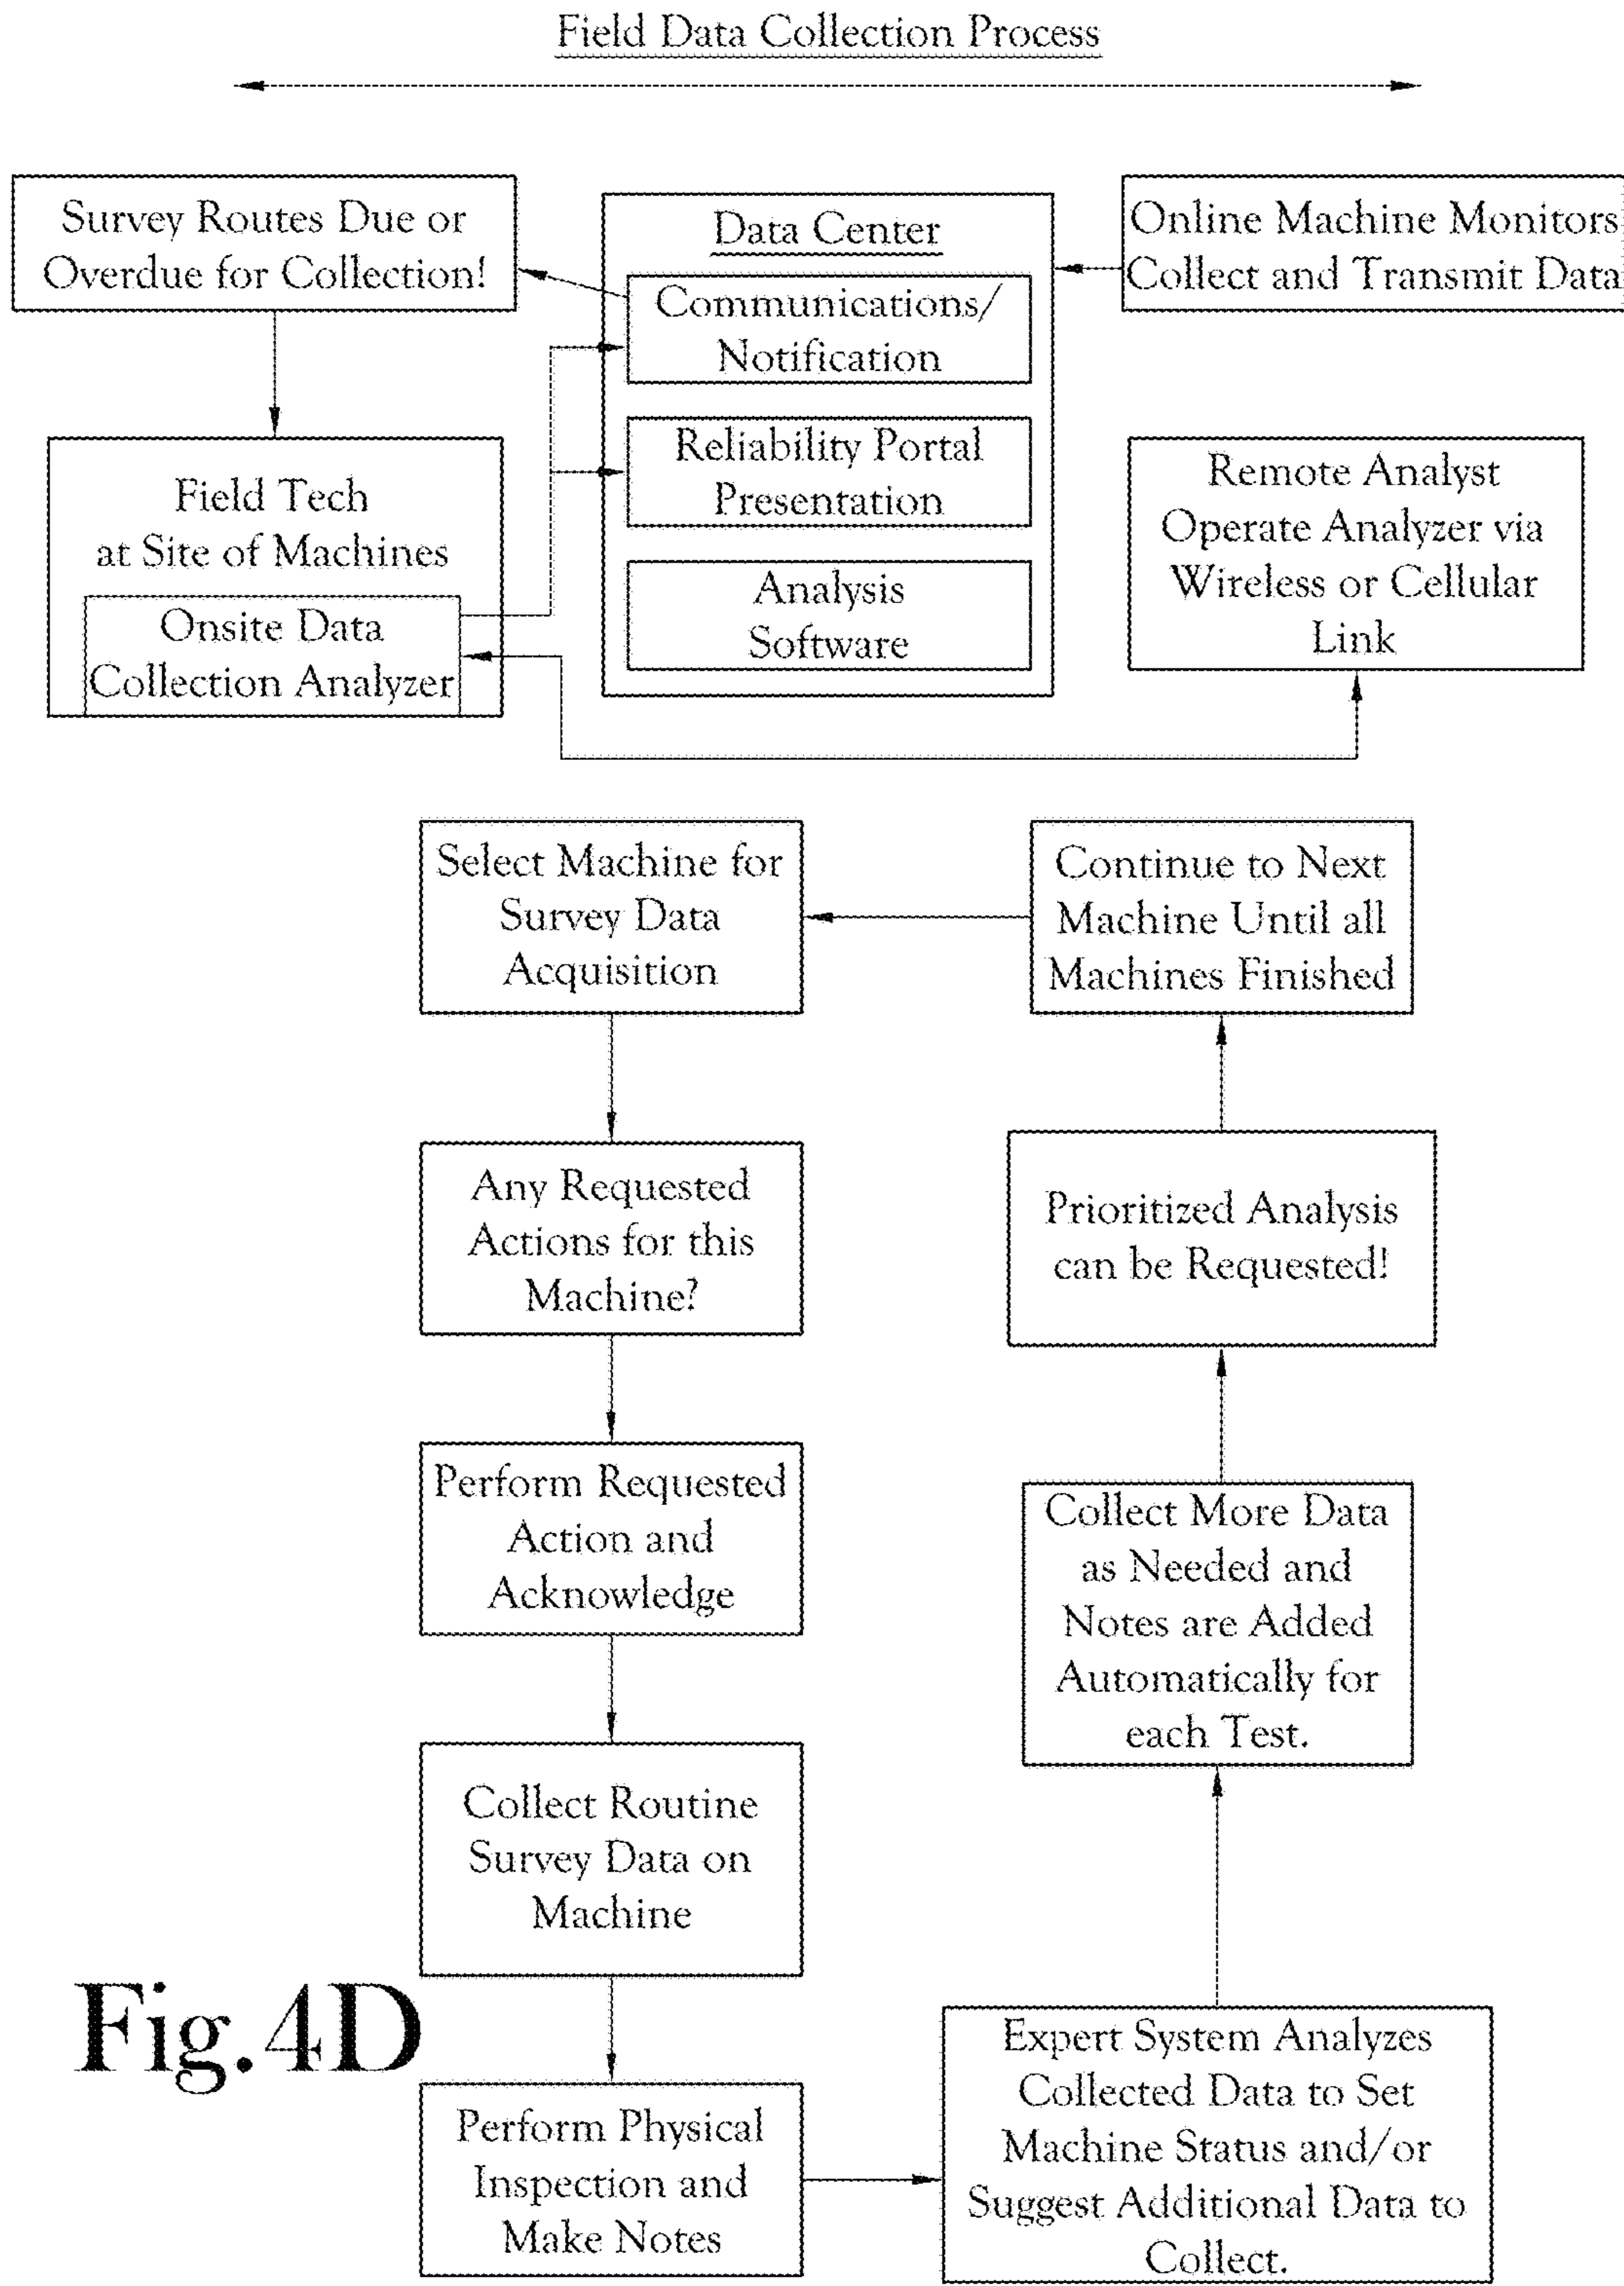 Field Data Collection Process
Survey Routes Due or
Overdue for Collection!
Data Center
Communications/
Notification
Reliability Portal
Presentation
Analysis
Software
Online Machine Monitors
Collect and Transmit Data
Field Tech
at Site of Machines
Onsite Data
Collection Analyzer
Remote Analyst
Operate Analyzer via
Wireless or Cellular
Link
Select Machine for
Survey Data
Acquisition
Any Requested
Actions for this
Machine?
Perform Requested
Action and
Acknowledge
Collect Routine
Survey Data on
Machine
Perform Physical
Inspection and
Make Notes
Expert System Analyzes
Collected Data to Set
Machine Status and/or
Suggest Additional Data to
Collect.
Collect More Data
as Needed and
Notes are Added
Automatically for
each Test.
Prioritized Analysis
can be Requested!
Continue to Next
Machine Until all
Machines Finished
Fig.4D